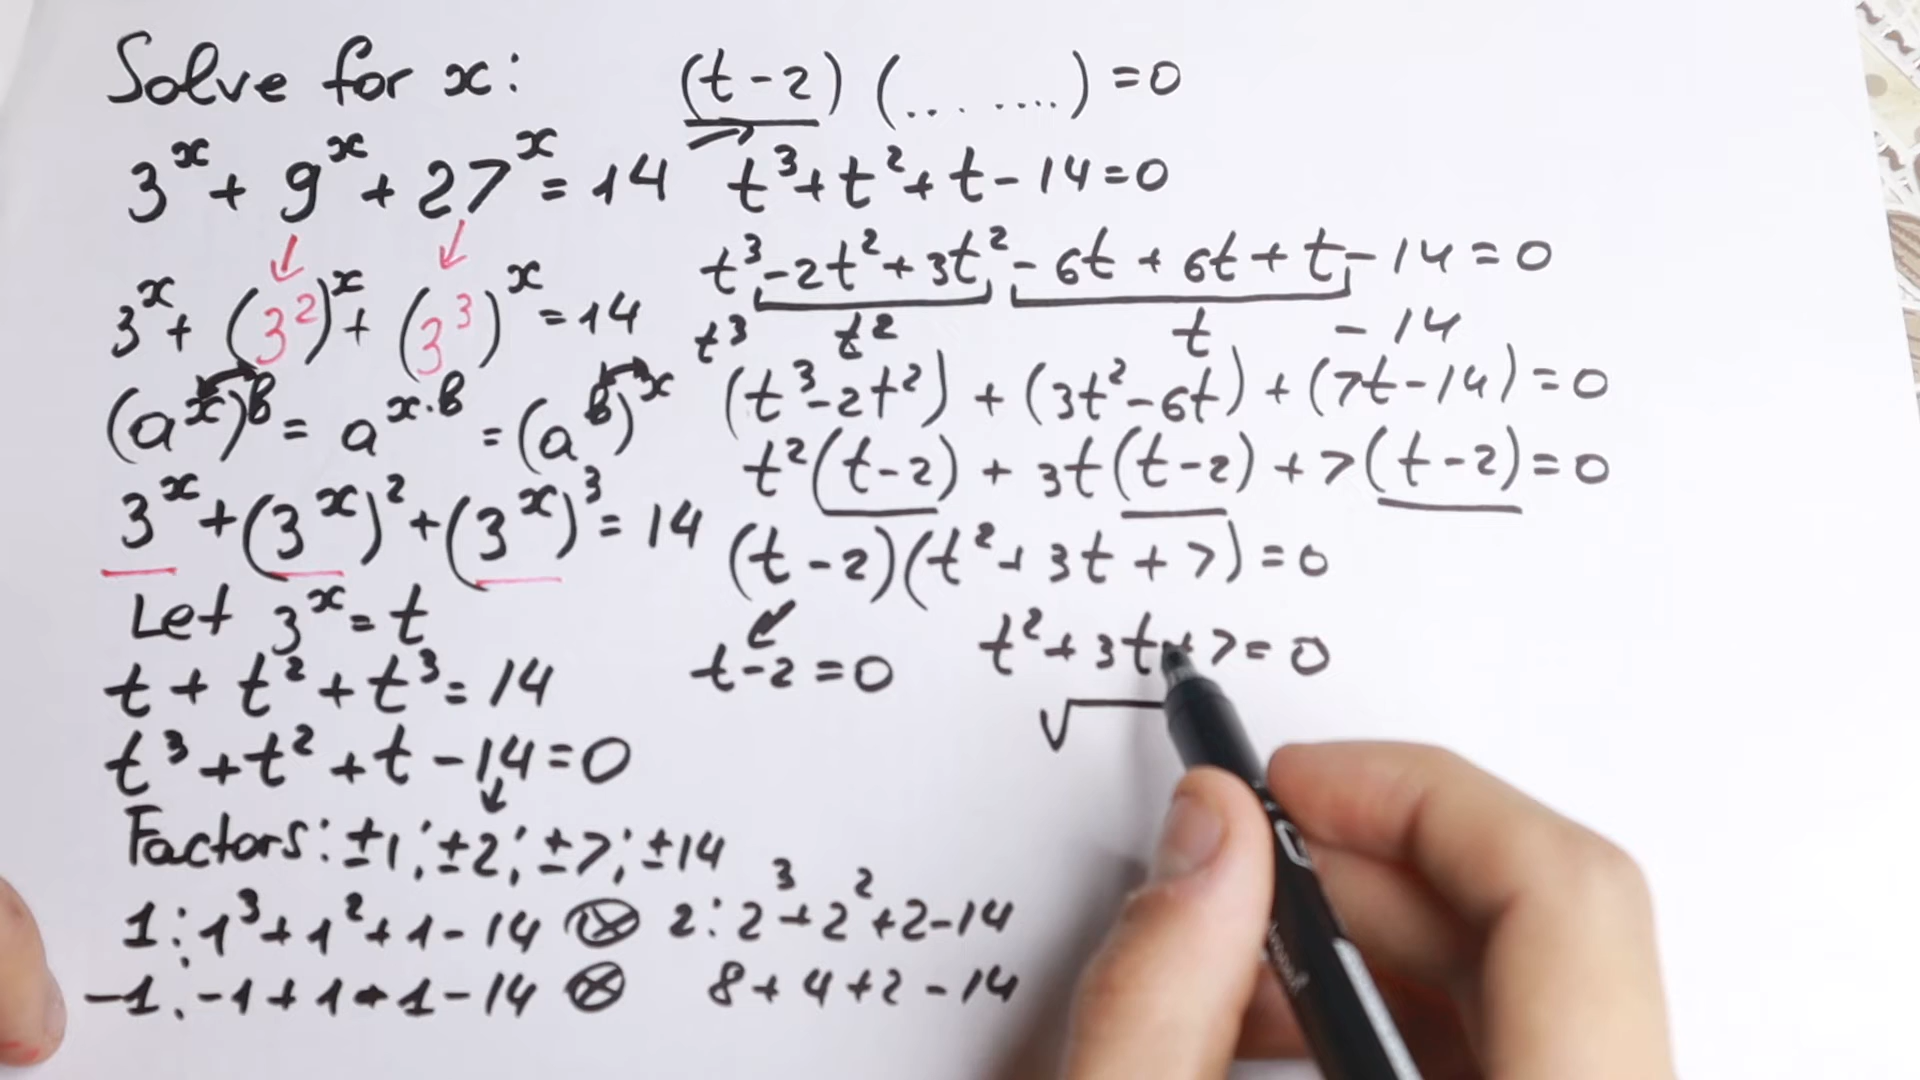 Solve for x:
3^x + 9^x + 27^x = 14
3^x + (3^2)^x + (3^3)^x = 14
(a^x)^b = a^{x·b} = (a^b)^x
3^x + (3^x)^2 + (3^x)^3 = 14
Let 3^x = t
t + t^2 + t^3 = 14
t^3 + t^2 + t - 14 = 0
Factors: ±1; ±2; ±7; ±14
1: 1^3 + 1^2 + 1 - 14 ⊗
-1: -1 + 1 + 1 - 14 ⊗
2: 2^3 + 2^2 + 2 - 14
8 + 4 + 2 - 14
(t - 2) (... ....) = 0
t^3 + t^2 + t - 14 = 0
t^3 - 2t^2 + 3t^2 - 6t + 6t + t - 14 = 0
t^3 t^2 t - 14
(t^3 - 2t^2) + (3t^2 - 6t) + (7t - 14) = 0
t^2(t - 2) + 3t(t - 2) + 7(t - 2) = 0
(t - 2)(t^2 + 3t + 7) = 0
t - 2 = 0
t^2 + 3t + 7 = 0
√